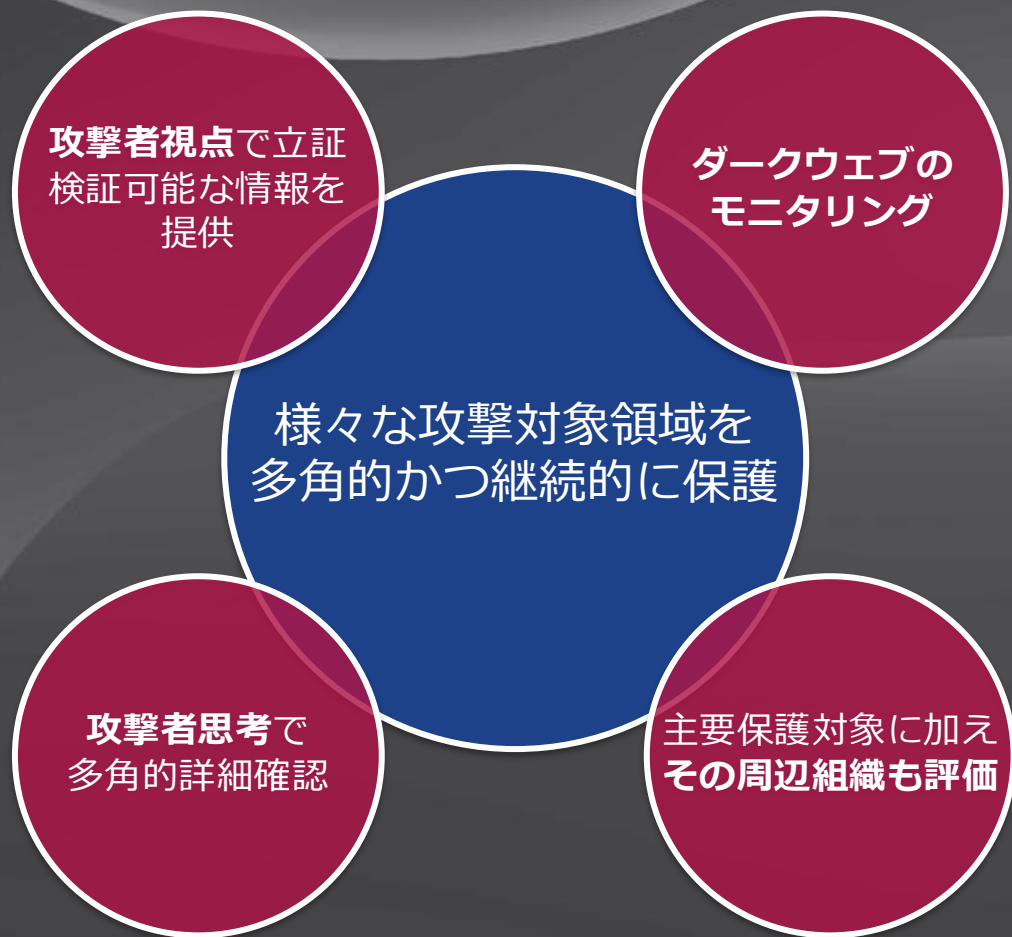 攻撃者視点で立証
検証可能な情報を
提供
ダークウェブの
モニタリング
様々な攻撃対象領域を
多角的かつ継続的に保護
攻撃者思考で
多角的詳細確認
主要保護対象に加え
その周辺組織も評価